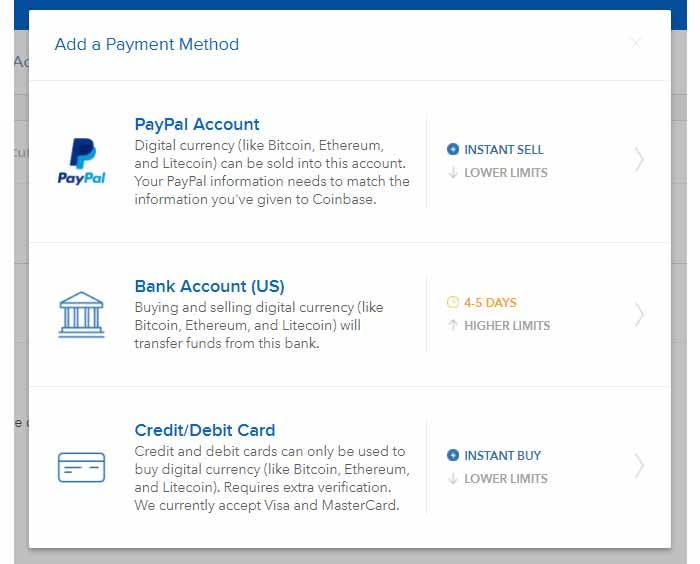 Add a Payment Method
Ac
PayPal Account
Digital currency (like Bitcoin, Ethereum,
and Litecoin) can be sold into this account.
Your PayPal information needs to match the
information you've given to Coinbase.
PayPal
INSTANT SELL
LOWER LIMITS
Bank Account (US)
Buying and selling digital currency (like
Bitcoin, Ethereum, and Litecoin) will
transfer funds from this bank.
4-5 DAYS
HIGHER LIMITS
Credit/Debit Card
Credit and debit cards can only be used to
buy digital currency (like Bitcoin, Ethereum,
and Litecoin). Requires extra verification.
We currently accept Visa and MasterCard.
INSTANT BUY
LOWER LIMITS